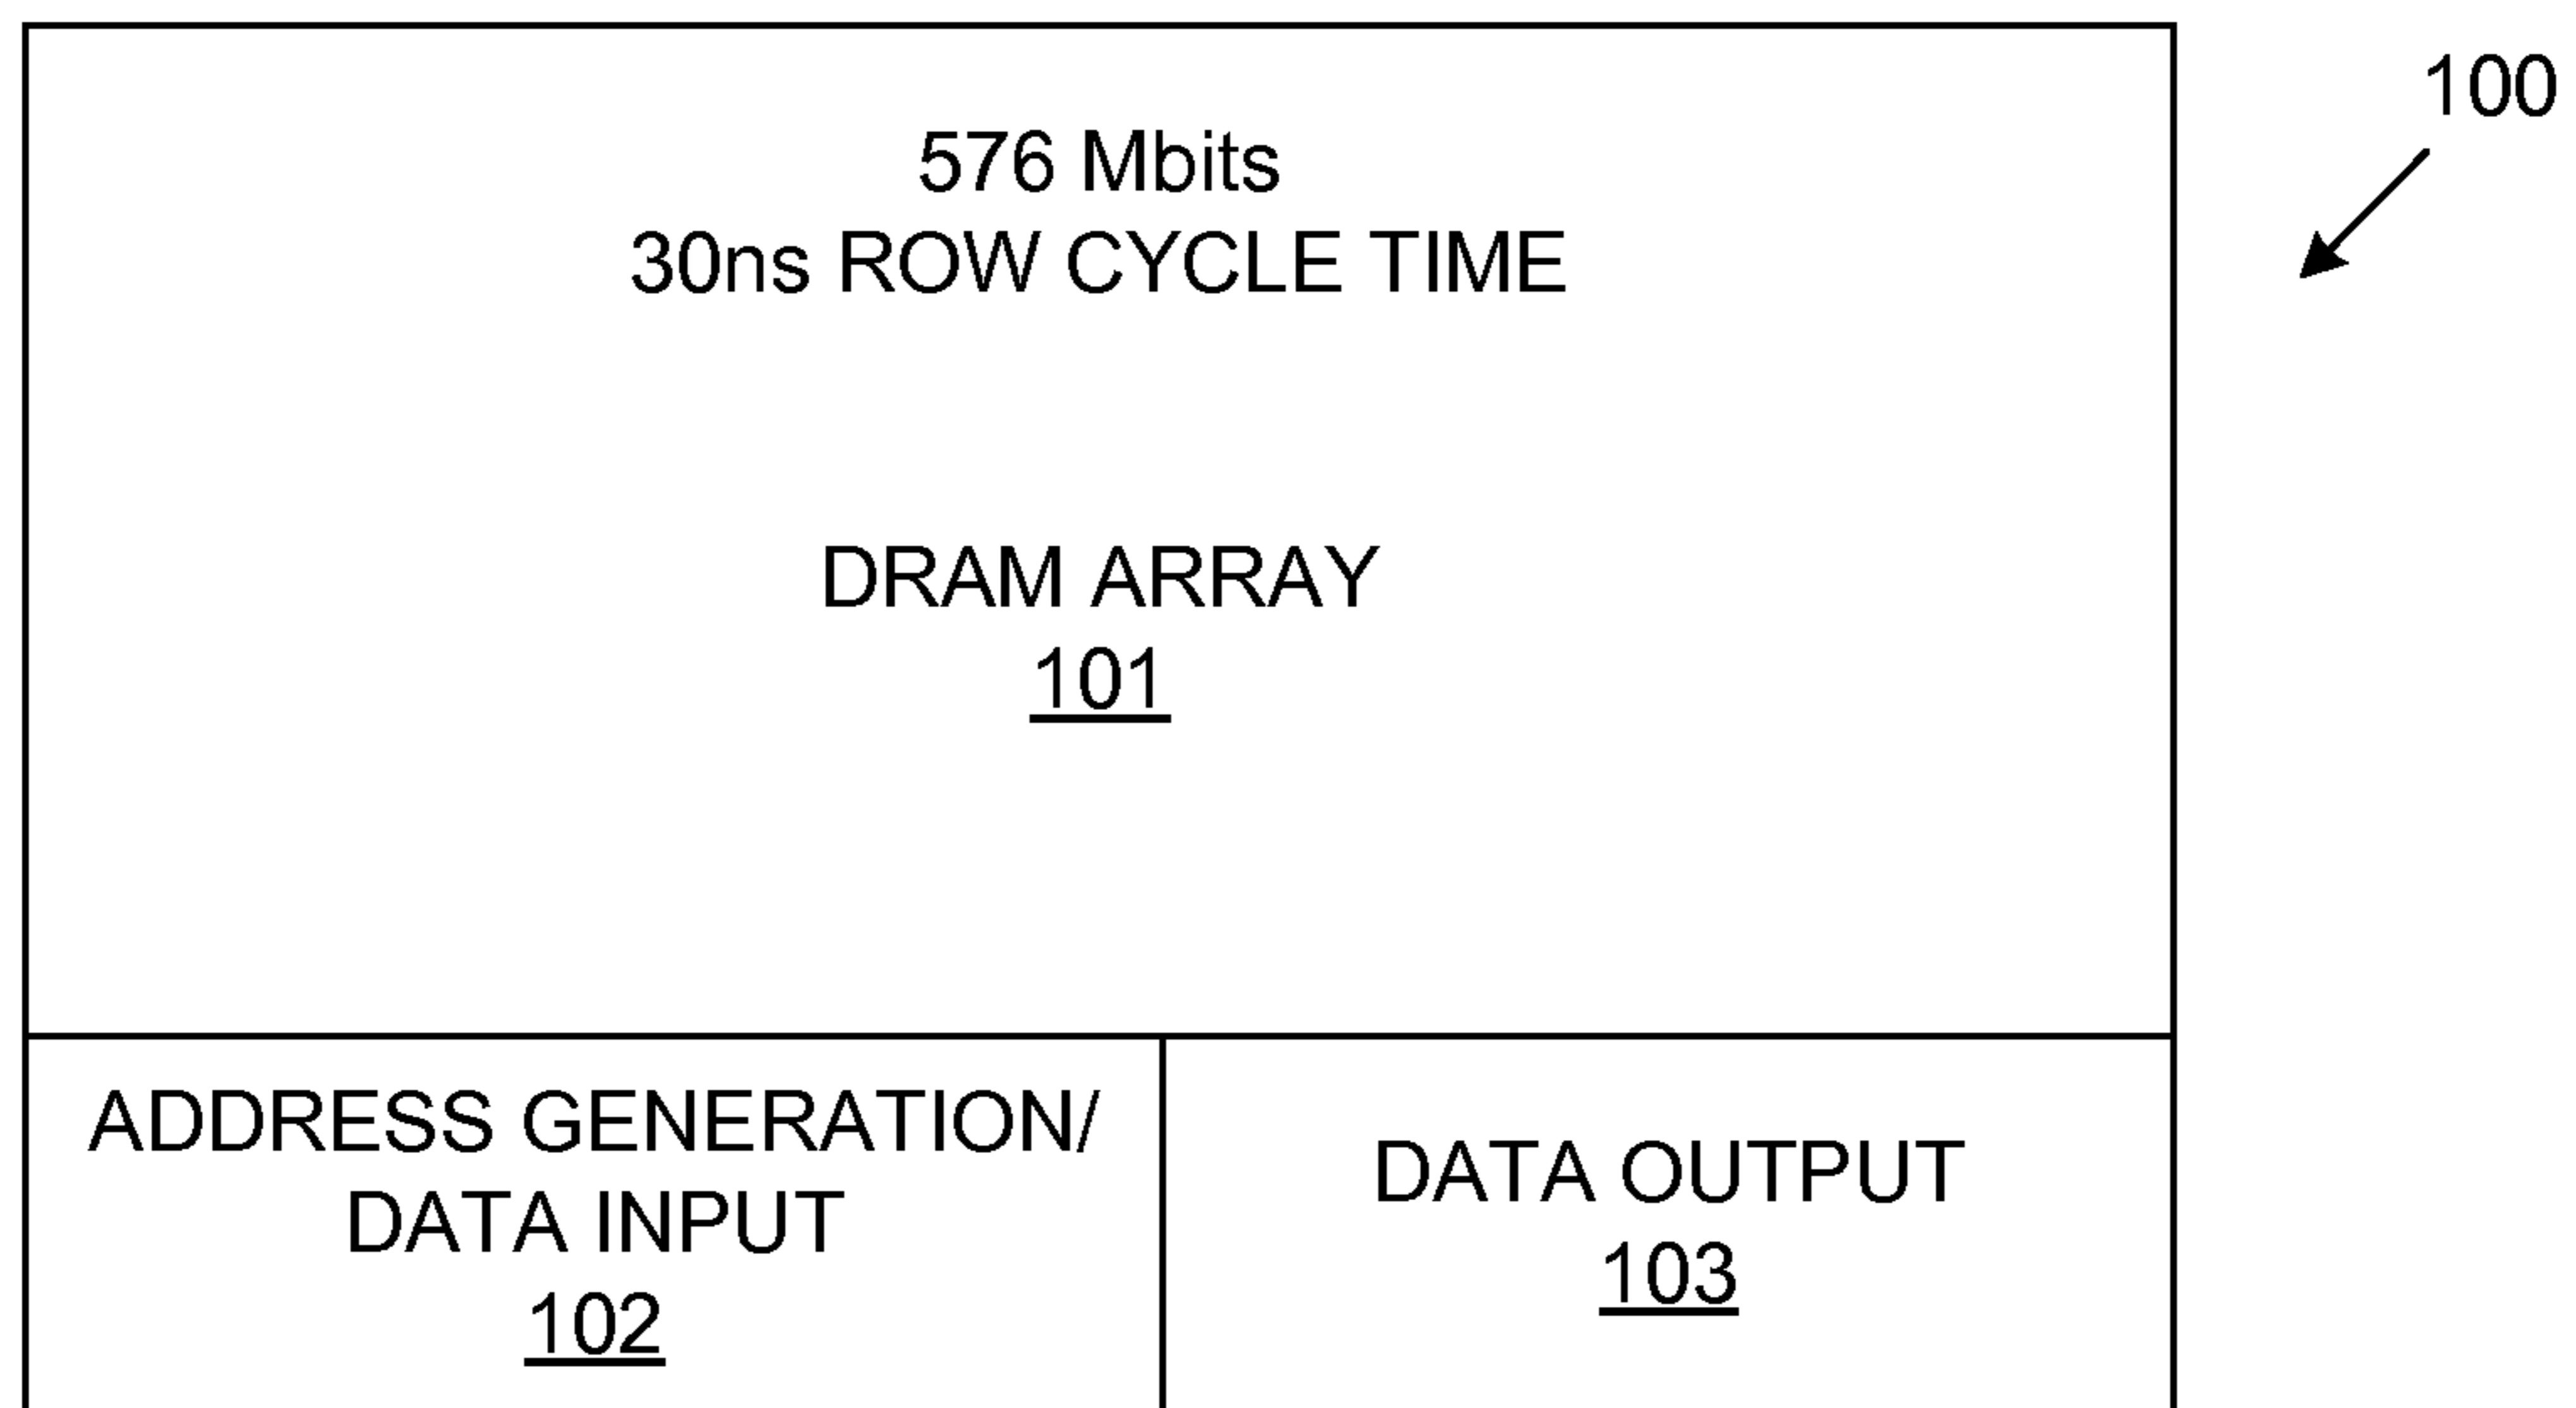 100
576 Mbits
30ns ROW CYCLE TIME
DRAM ARRAY
101
ADDRESS GENERATION/
DATA INPUT
102
DATA OUTPUT
103